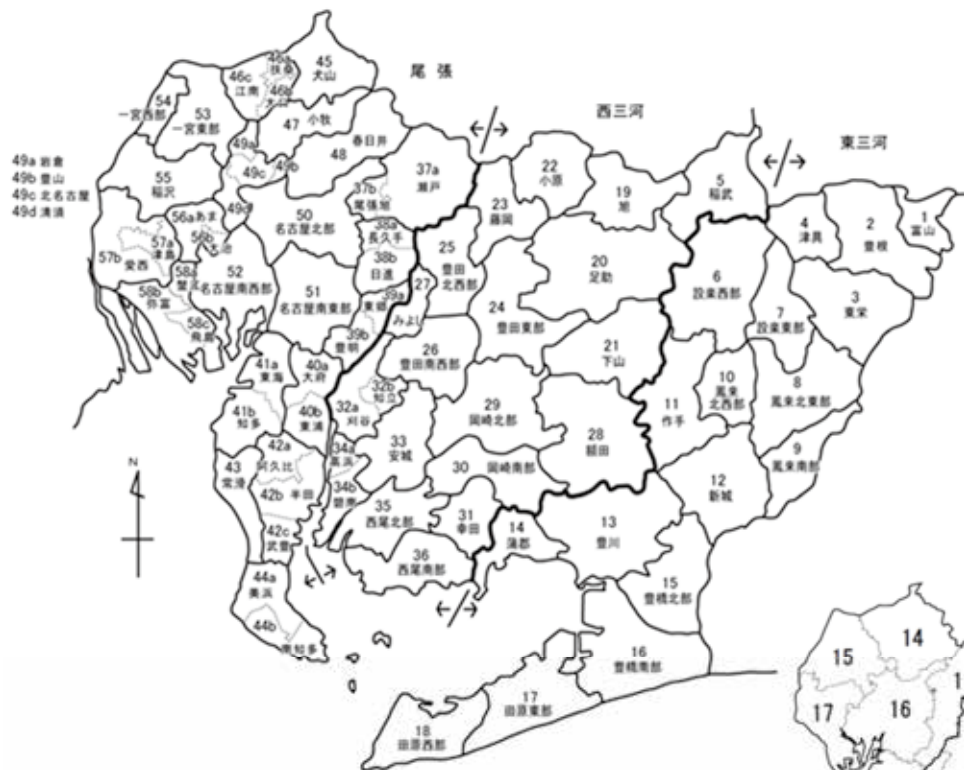 尾張
西三河
東三河
49a 岩倉
49b 豊山
49c 北名古屋
49d 清須
45
犬山
46a
扶桑
46c
江南
46b
大口
54
一宮西部
53
一宮東部
47
小牧
48
春日井
49a
49b
49c
49d
55
稲沢
37a
瀬戸
37b
尾張旭
50
名古屋北部
38a
長久手
38b
日進
56a あま
56b
大治
57a
津島
57b
愛西
58a
蟹江
58b
弥富
58c
飛島
52
名古屋南西部
51
名古屋南東部
39a
東郷
39b
豊明
27
みよし
22
小原
23
藤岡
19
旭
5
稲武
25
豊田
北西部
20
足助
24
豊田東部
26
豊田南西部
21
下山
4
津具
2
豊根
1
富山
6
設楽西部
7
設楽東部
3
東栄
8
鳳来北東部
10
鳳来
北西部
11
作手
9
鳳来南部
12
新城
41a
東海
40a
大府
41b
知多
40b
東浦
32a
刈谷
32b
知立
33
安城
29
岡崎北部
28
額田
30
岡崎南部
42a
阿久比
42b
半田
42c
武豊
43
常滑
34a
高浜
34b
碧南
35
西尾北部
31
幸田
36
西尾南部
14
蒲郡
13
豊川
15
豊橋北部
16
豊橋南部
17
田原東部
18
田原西部
44a
美浜
44b
南知多
N
14
15
16
17
1